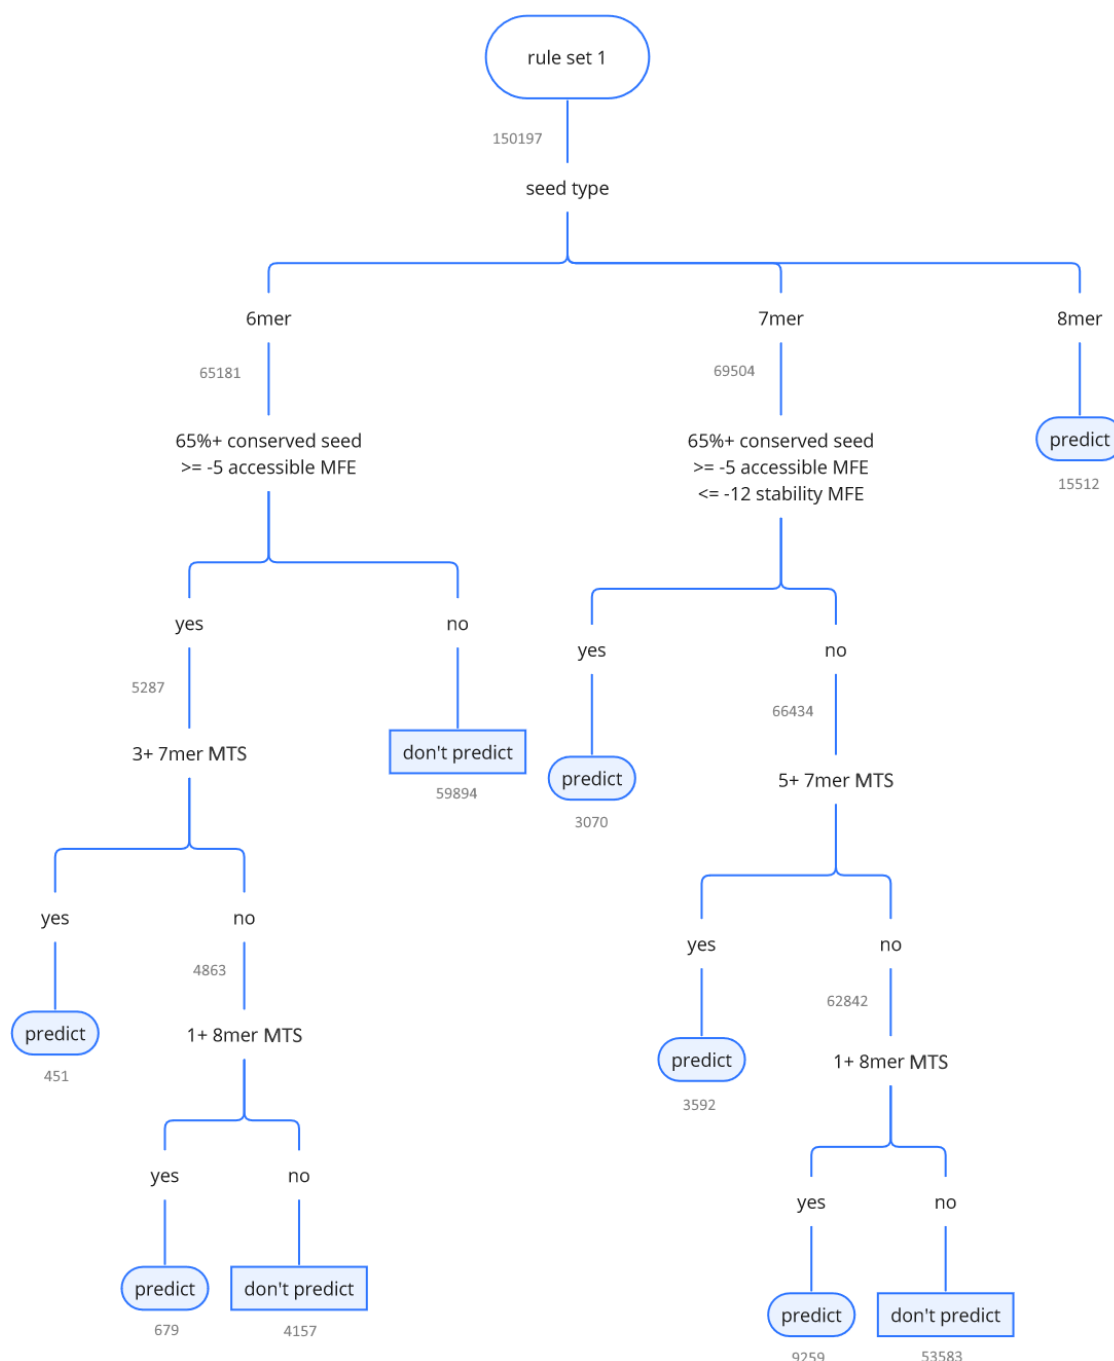 rule set 1
150197
seed type
6mer
7mer
8mer
65181
69504
65%+ conserved seed
>= -5 accessible MFE
65%+ conserved seed
>= -5 accessible MFE
<= -12 stability MFE
predict
15512
yes
no
yes
no
5287
66434
3+ 7mer MTS
don't predict
59894
predict
3070
5+ 7mer MTS
yes
no
yes
no
4863
62842
predict
451
1+ 8mer MTS
predict
3592
1+ 8mer MTS
yes
no
yes
no
predict
679
don't predict
4157
predict
9259
don't predict
53583